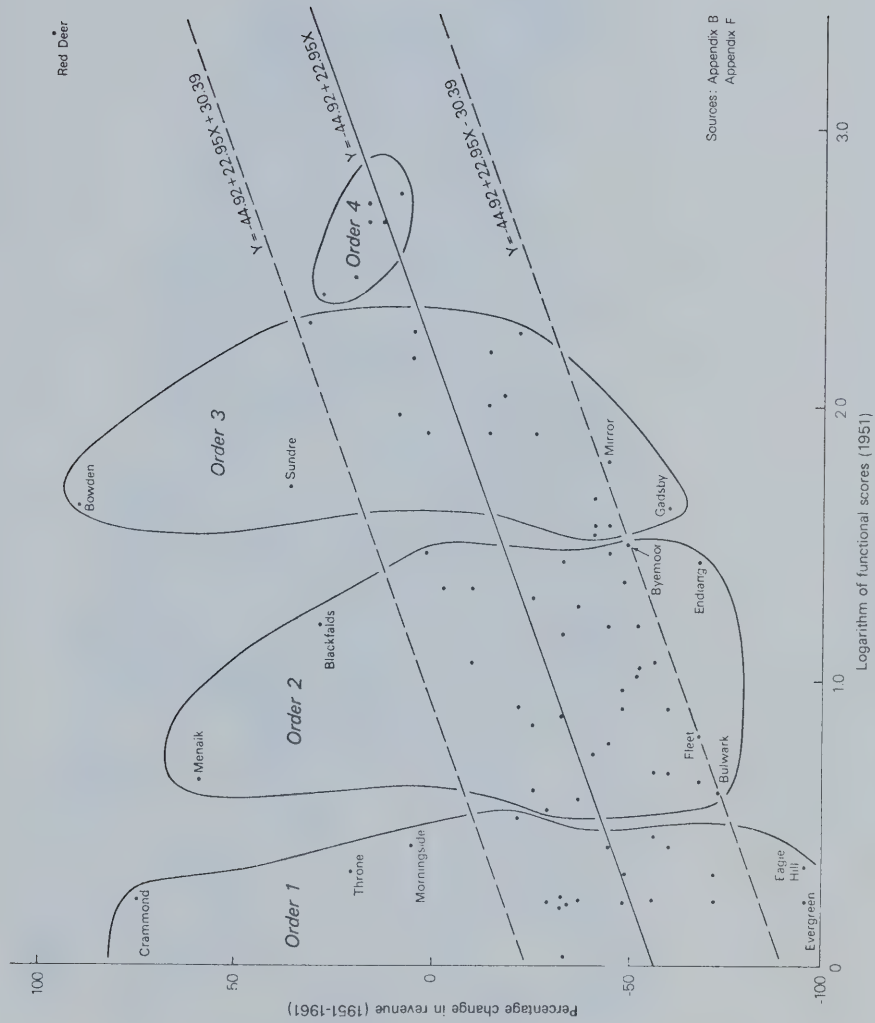 Red Deer
Y=-44.92+22.95X+30.39
Y=-44.92+22.95X
Y=-44.92+22.95X-30.39
Order 4
Order 3
Bowden
Sundre
Mirror
Gadsby
Order 2
Menaik
Blackfalds
Byemoor
Endiang
Fleet
Bulwark
Order 1
Crammond
Throne
Morningside
Eagle
Hill
Evergreen
Sources: Appendix B
Appendix F
100
50
0
-50
-100
Percentage change in revenue (1951-1961)
0
1.0
2.0
3.0
Logarithm of functional scores (1951)